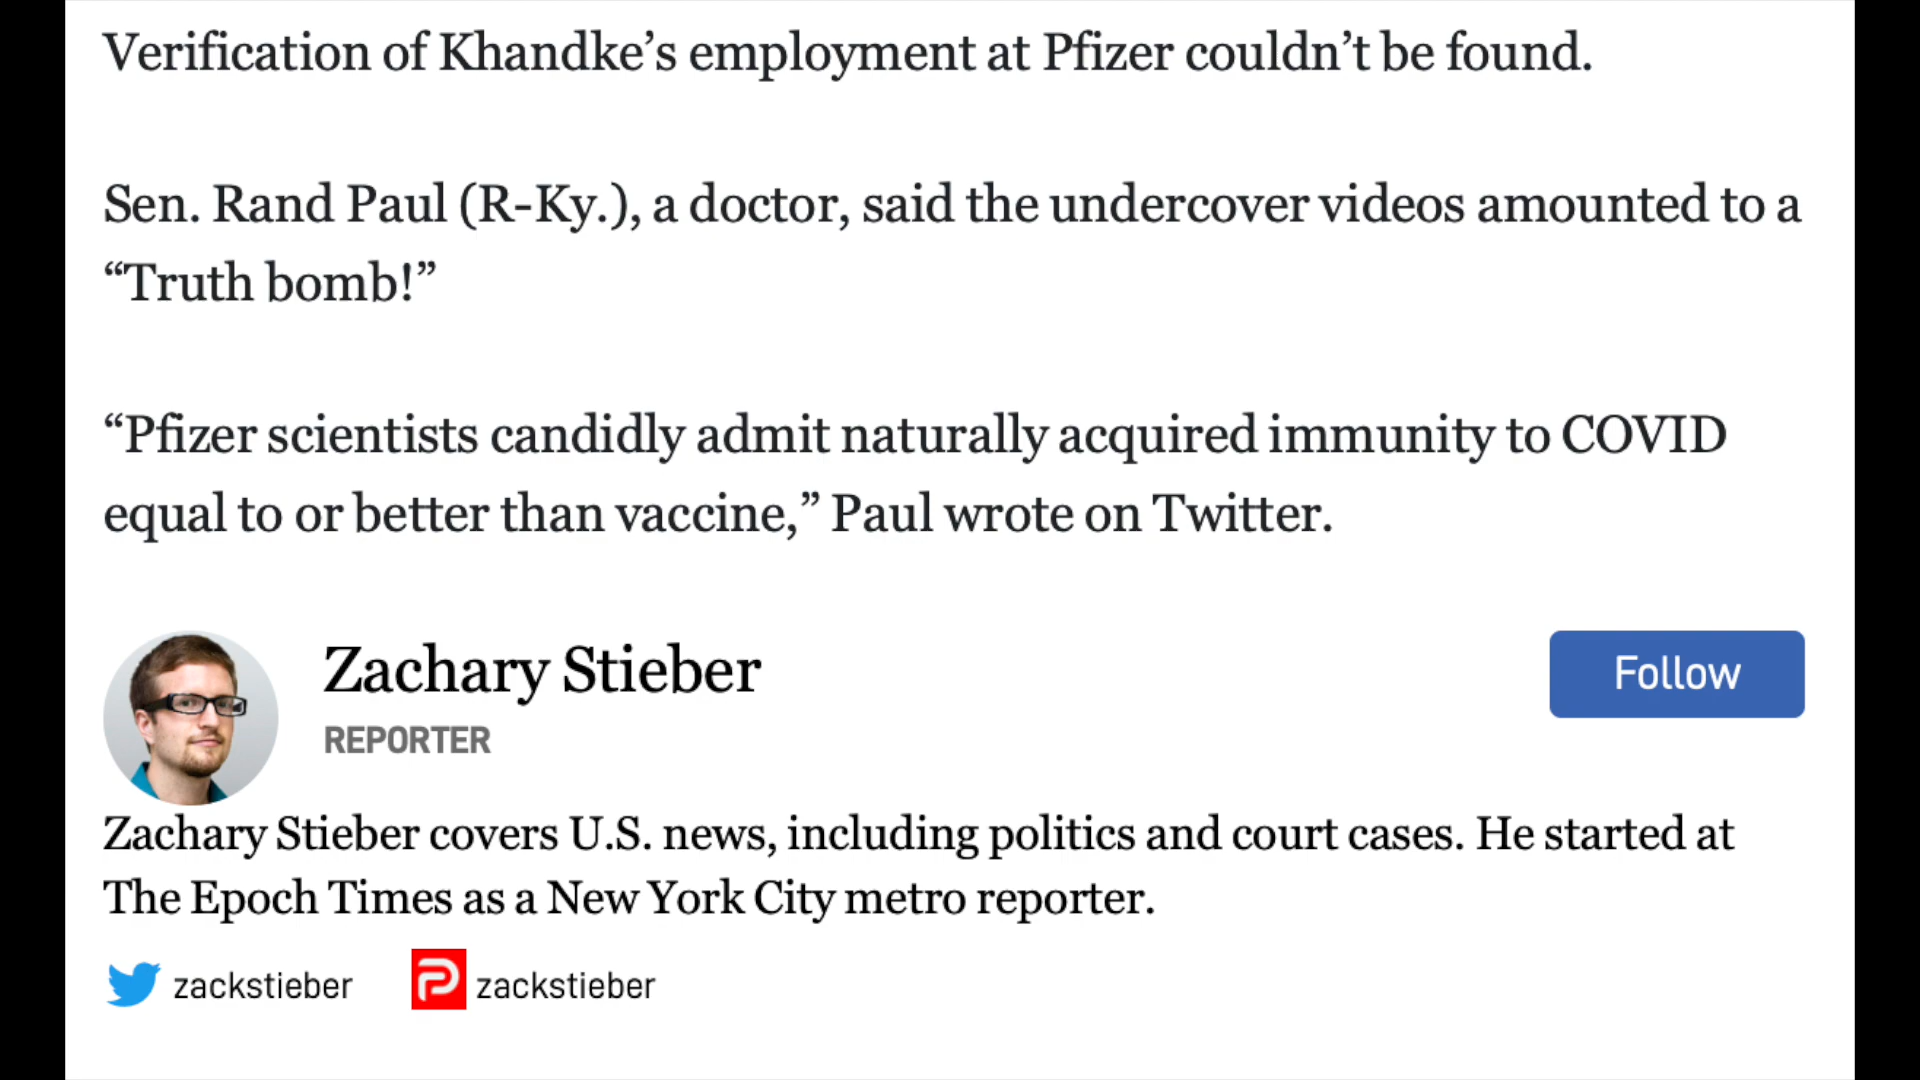 Verification of Khandke’s employment at Pfizer couldn’t be found.
Sen. Rand Paul (R-Ky.), a doctor, said the undercover videos amounted to a
“Truth bomb!”
“Pfizer scientists candidly admit naturally acquired immunity to COVID
equal to or better than vaccine,” Paul wrote on Twitter.
Zachary Stieber
Follow
REPORTER
Zachary Stieber covers U.S. news, including politics and court cases. He started at
The Epoch Times as a New York City metro reporter.
zackstieber zackstieber